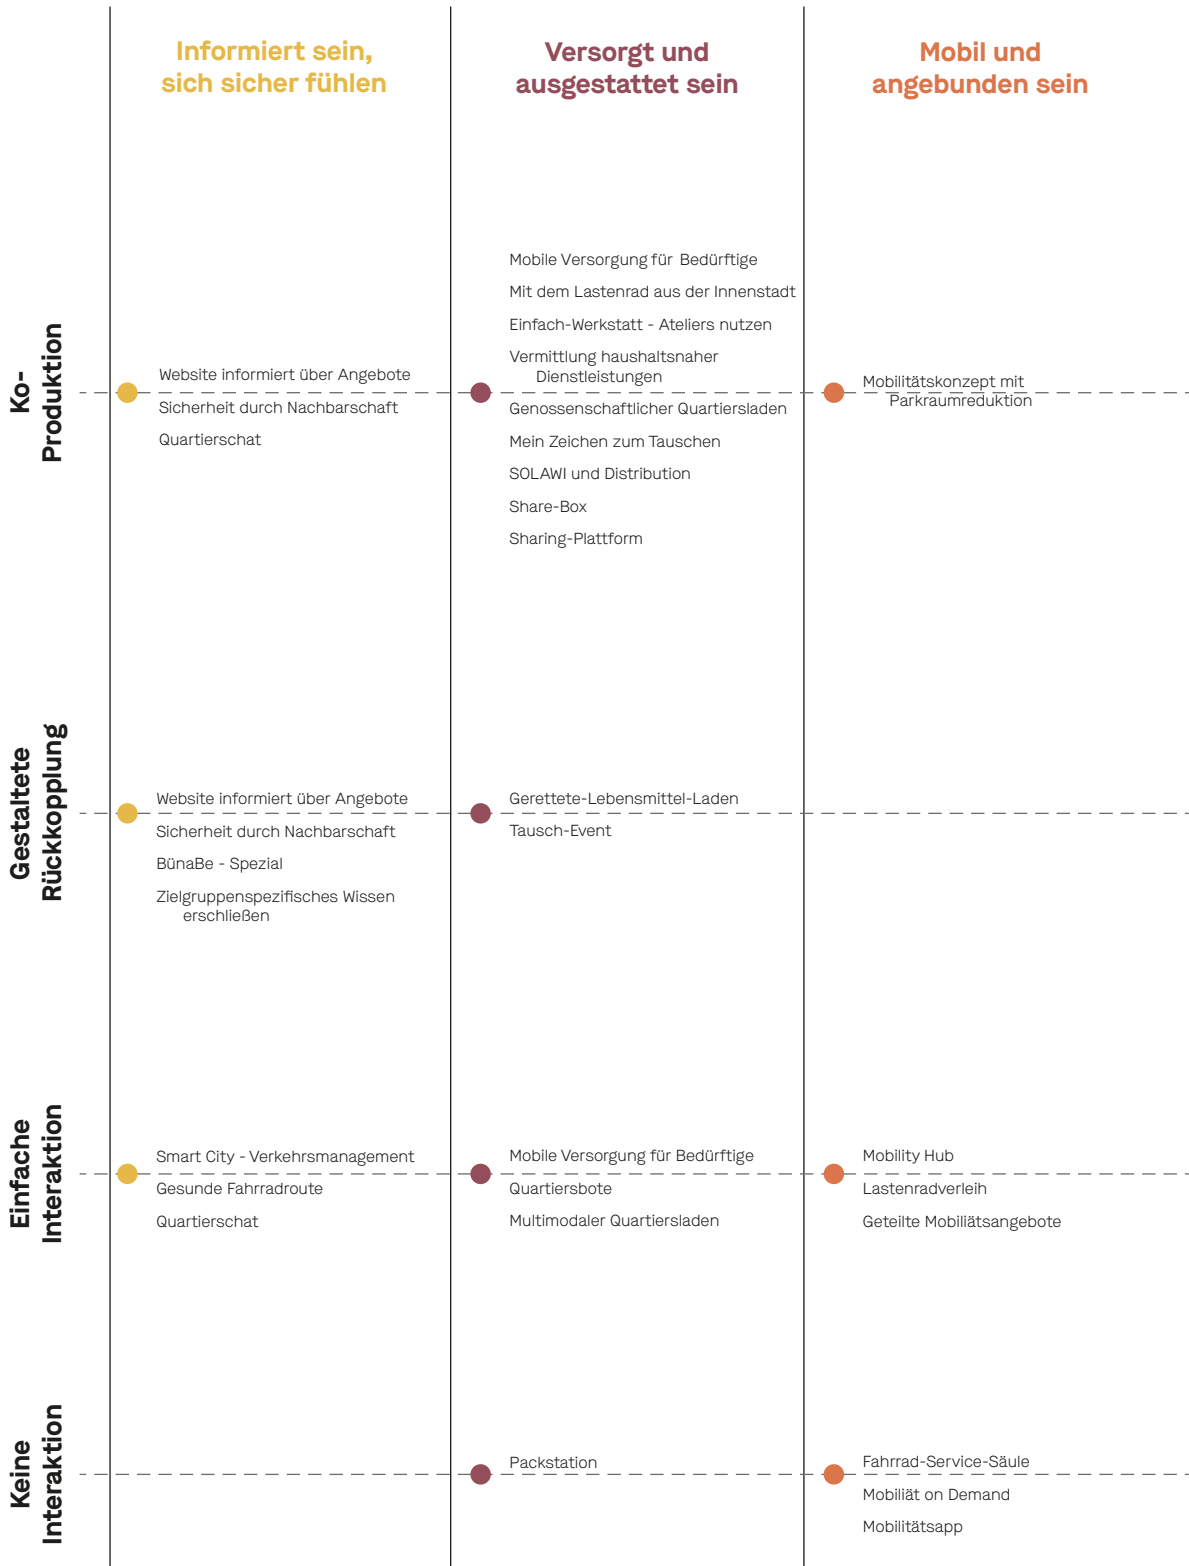 Informiert sein,
sich sicher fühlen
Versorgt und
ausgestattet sein
Mobil und
angebunden sein
Ko-
Produktion
Website informiert über Angebote
Sicherheit durch Nachbarschaft
Quartierschat
Mobile Versorgung für Bedürftige
Mit dem Lastenrad aus der Innenstadt
Einfach-Werkstatt - Ateliers nutzen
Vermittlung haushaltsnaher
Dienstleistungen
Genossenschaftlicher Quartiersladen
Mein Zeichen zum Tauschen
SOLAWI und Distribution
Share-Box
Sharing-Plattform
Mobilitätskonzept mit
Parkraumreduktion
Gestaltete
Rückopplung
Website informiert über Angebote
Sicherheit durch Nachbarschaft
BünaBe - Spezial
Zielgruppenspezifisches Wissen
erschließen
Gerettete-Lebensmittel-Laden
Tausch-Event
Einfache
Interaktion
Smart City - Verkehrsmanagement
Gesunde Fahrradroute
Quartierschat
Mobile Versorgung für Bedürftige
Quartiersbote
Multimodaler Quartiersladen
Mobility Hub
Lastenradverleih
Geteilte Mobiliätsangebote
Keine
Interaktion
Packstation
Fahrrad-Service-Säule
Mobiliät on Demand
Mobilitätsapp